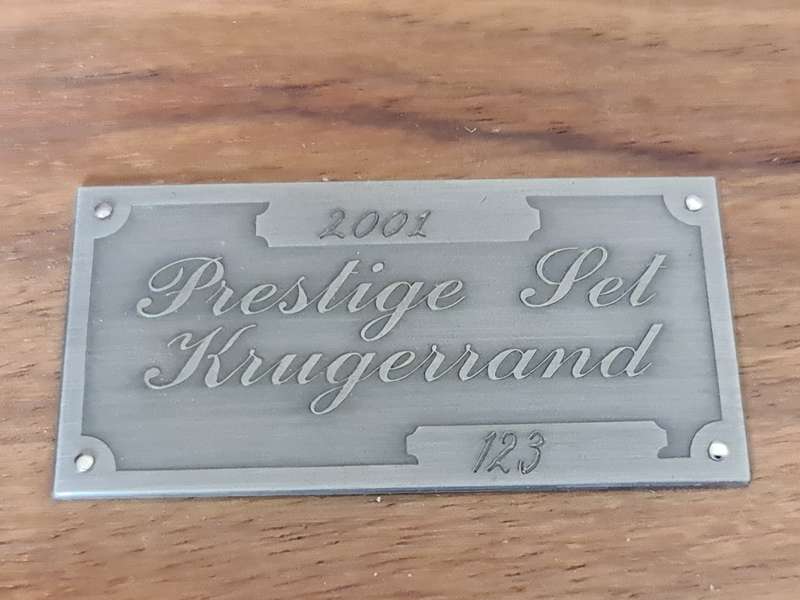 2001
Prestige Set
Krugerrand
123